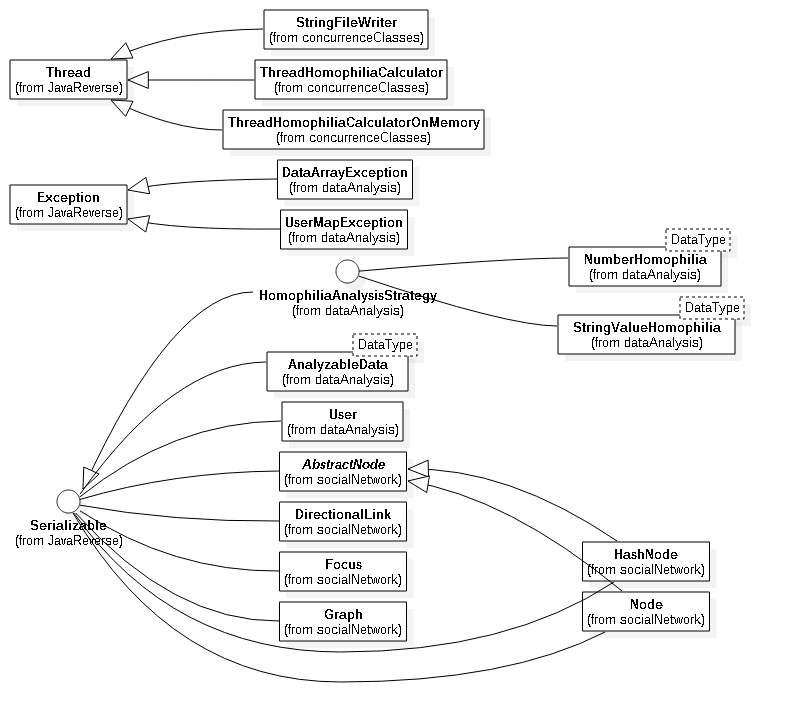 StringFileWriter
(from concurrenceClasses)
Thread
(from JavaReverse)
ThreadHomophiliaCalculator
(from concurrenceClasses)
ThreadHomophiliaCalculatorOnMemory
(from concurrenceClasses)
DataArrayException
(from dataAnalysis)
Exception
(from JavaReverse)
UserMapException
(from dataAnalysis)
DataType
NumberHomophilia
(from dataAnalysis)
HomophiliaAnalysisStrategy
(from dataAnalysis)
DataType
StringValueHomophilia
(from dataAnalysis)
DataType
AnalyzableData
(from dataAnalysis)
User
(from dataAnalysis)
AbstractNode
(from socialNetwork)
Serializable
(from JavaReverse)
DirectionalLink
(from socialNetwork)
Focus
(from socialNetwork)
HashNode
(from socialNetwork)
Graph
(from socialNetwork)
Node
(from socialNetwork)